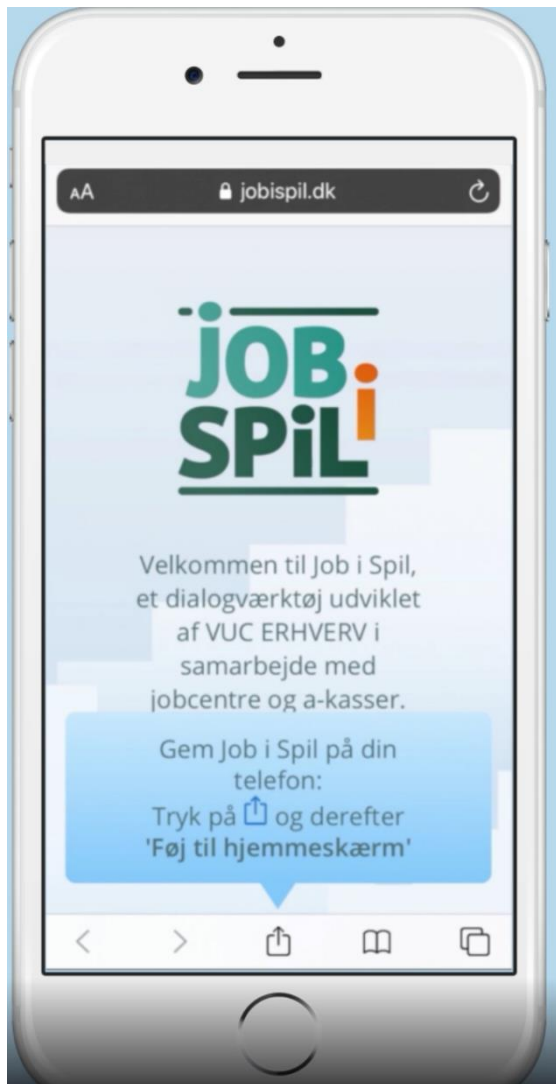 AA jobispil.dk
JOB i
SPiL
Velkommen til Job i Spil,
et dialogværktøj udviklet
af VUC ERHVERV i
samarbejde med
jobcentre og a-kasser.
Gem Job i Spil på din
telefon:
Tryk på og derefter
'Føj til hjemmeskærm'